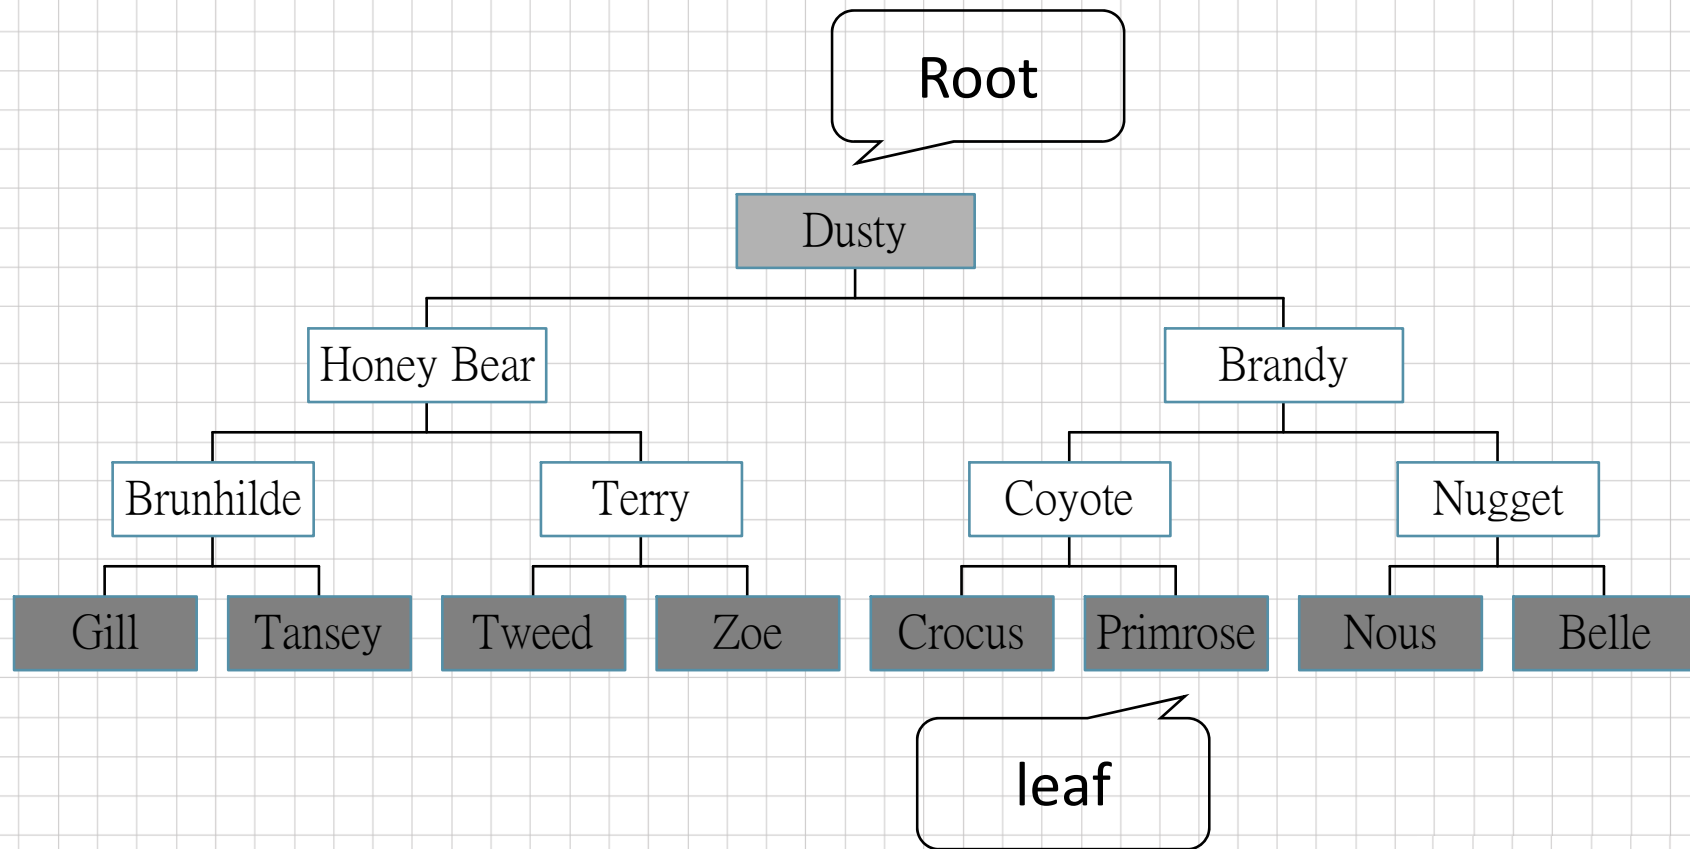 Root
Dusty
Honey Bear
Brandy
Brunhilde
Terry
Coyote
Nugget
Gill
Tansey
Tweed
Zoe
Crocus
Primrose
Nous
Belle
leaf